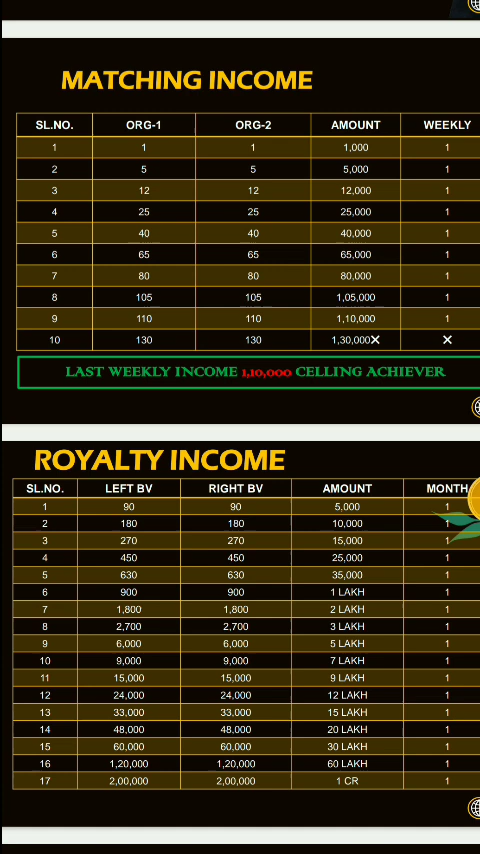 MATCHING INCOME
SL.NO. ORG-1 ORG-2 AMOUNT WEEKLY
1 1 1 1,000 1
2 5 5 5,000 1
3 12 12 12,000 1
4 25 25 25,000 1
5 40 40 40,000 1
6 65 65 65,000 1
7 80 80 80,000 1
8 105 105 1,05,000 1
9 110 110 1,10,000 1
10 130 130 1,30,000✕ ✕
LAST WEEKLY INCOME 1,10,000 CELLING ACHIEVER
ROYALTY INCOME
SL.NO. LEFT BV RIGHT BV AMOUNT MONTH
1 90 90 5,000 1
2 180 180 10,000 1
3 270 270 15,000 1
4 450 450 25,000 1
5 630 630 35,000 1
6 900 900 1 LAKH 1
7 1,800 1,800 2 LAKH 1
8 2,700 2,700 3 LAKH 1
9 6,000 6,000 5 LAKH 1
10 9,000 9,000 7 LAKH 1
11 15,000 15,000 9 LAKH 1
12 24,000 24,000 12 LAKH 1
13 33,000 33,000 15 LAKH 1
14 48,000 48,000 20 LAKH 1
15 60,000 60,000 30 LAKH 1
16 1,20,000 1,20,000 60 LAKH 1
17 2,00,000 2,00,000 1 CR 1